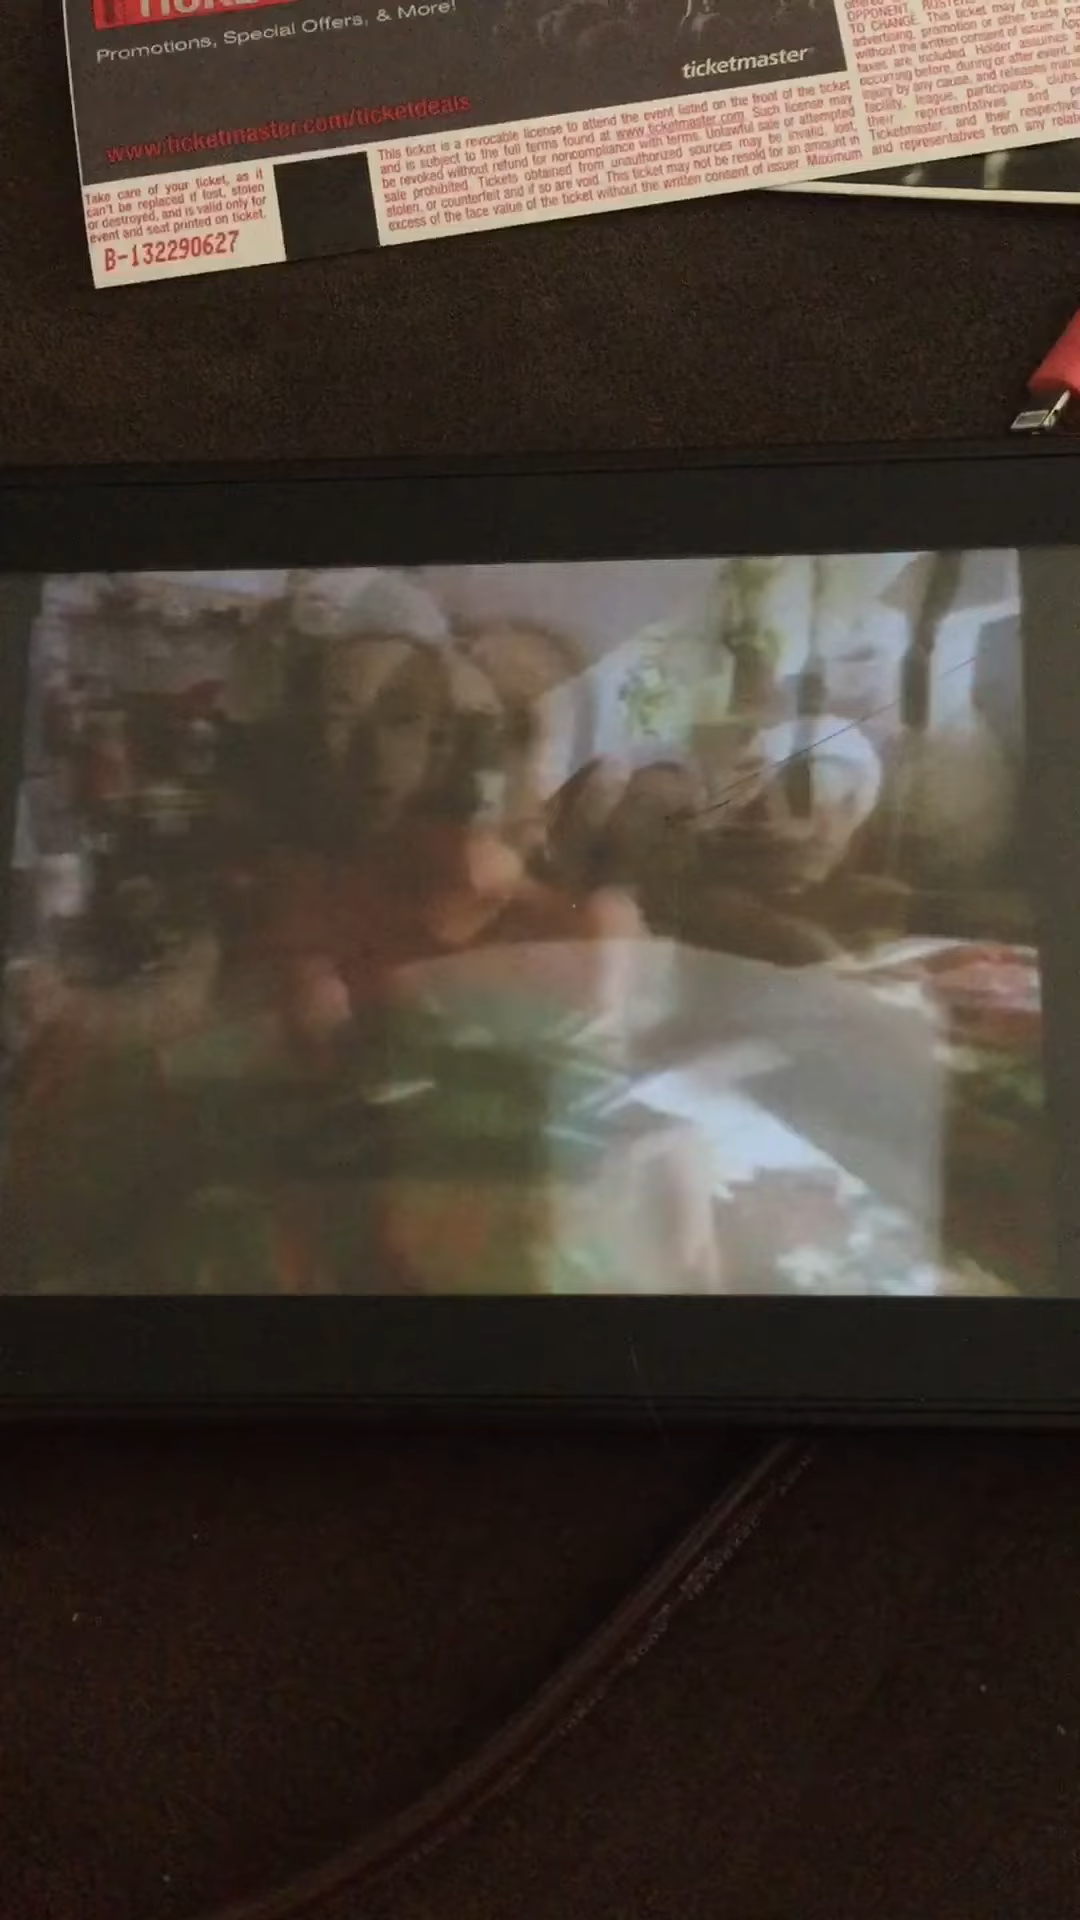 Promotions, Special Offers, & More!
ticketmaster
www.ticketmaster.com/ticketdeals
Take care of your ticket, as it
can't be replaced if lost, stolen
or destroyed, and is valid only for
event and seat printed on ticket.
B-132290627
This ticket is a revocable license to attend the event listed on the front of the ticket
and is subject to the full terms found at www.ticketmaster.com. Such license may
be revoked without refund for noncompliance with terms. Unlawful sale or attempted
sale prohibited. Tickets obtained from unauthorized sources may be invalid, lost,
stolen, or counterfeit and if so are void. This ticket may not be resold for an amount in
excess of the face value of the ticket without the written consent of issuer. Maximum
OPPONENT,
TO CHANGE. This ticket may not be
advertising, promotion or other trade
without the written consent of issuer.
taxes are included. Holder assumes
occurring before, during or after event,
injury by any cause, and releases
facility, league, participants, clubs,
their representatives and
Ticketmaster, and their respective
and representatives from any